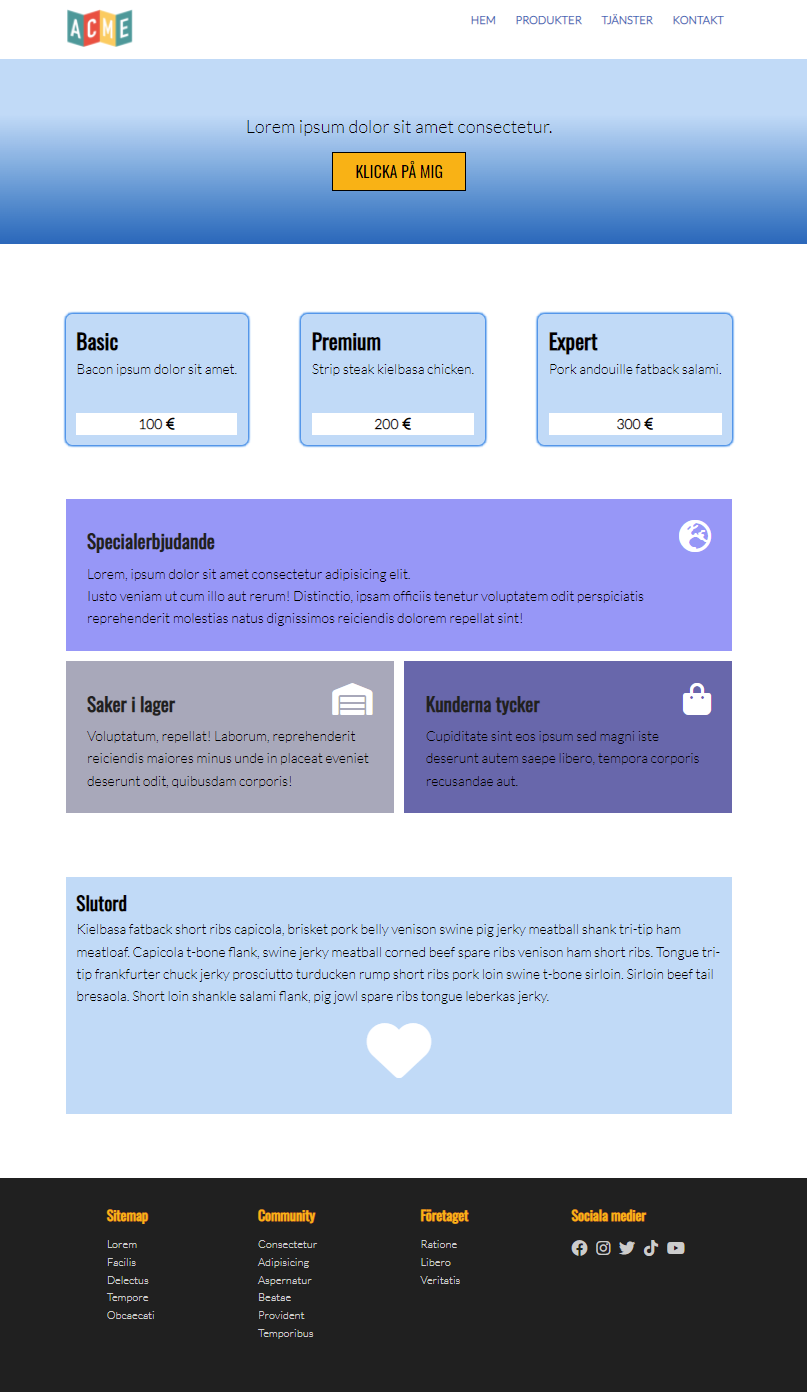 ACME
HEM PRODUKTER TJÄNSTER KONTAKT
Lorem ipsum dolor sit amet consectetur.
KLICKA PÅ MIG
Basic
Bacon ipsum dolor sit amet.
100 €
Premium
Strip steak kielbasa chicken.
200 €
Expert
Pork andouille fatback salami.
300 €
Specialerbjudande
Lorem, ipsum dolor sit amet consectetur adipisicing elit.
Iusto veniam ut cum illo aut rerum! Distinctio, ipsam officiis tenetur voluptatem odit perspiciatis
reprehenderit molestias natus dignissimos reiciendis dolorem repellat sint!
Saker i lager
Voluptatum, repellat! Laborum, reprehenderit
reiciendis maiores minus unde in placeat eveniet
deserunt odit, quibusdam corporis!
Kunderna tycker
Cupiditate sint eos ipsum sed magni iste
deserunt autem saepe libero, tempora corporis
recusandae aut.
Slutord
Kielbasa fatback short ribs capicola, brisket pork belly venison swine pig jerky meatball shank tri-tip ham
meatloaf. Capicola t-bone flank, swine jerky meatball corned beef spare ribs venison ham short ribs. Tongue tri-
tip frankfurter chuck jerky prosciutto turducken rump short ribs pork loin swine t-bone sirloin. Sirloin beef tail
bresaola. Short loin shankle salami flank, pig jowl spare ribs tongue leberkas jerky.
Sitemap
Lorem
Facilis
Delectus
Tempore
Obcaecati
Community
Consectetur
Adipisicing
Aspernatur
Beatae
Provident
Temporibus
Företaget
Ratione
Libero
Veritatis
Sociala medier